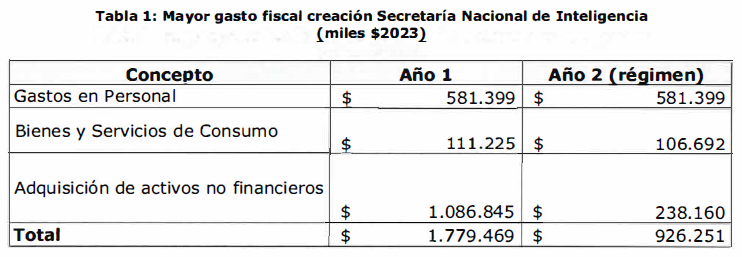 Tabla 1: Mayor gasto fiscal creación Secretaría Nacional de Inteligencia
(miles $2023)
Concepto Año 1 Año 2 (régimen)
Gastos en Personal $ 581.399 $ 581.399
Bienes y Servicios de Consumo $ 111.225 $ 106.692
Adquisición de activos no financieros $ 1.086.845 $ 238.160
Total $ 1.779.469 $ 926.251